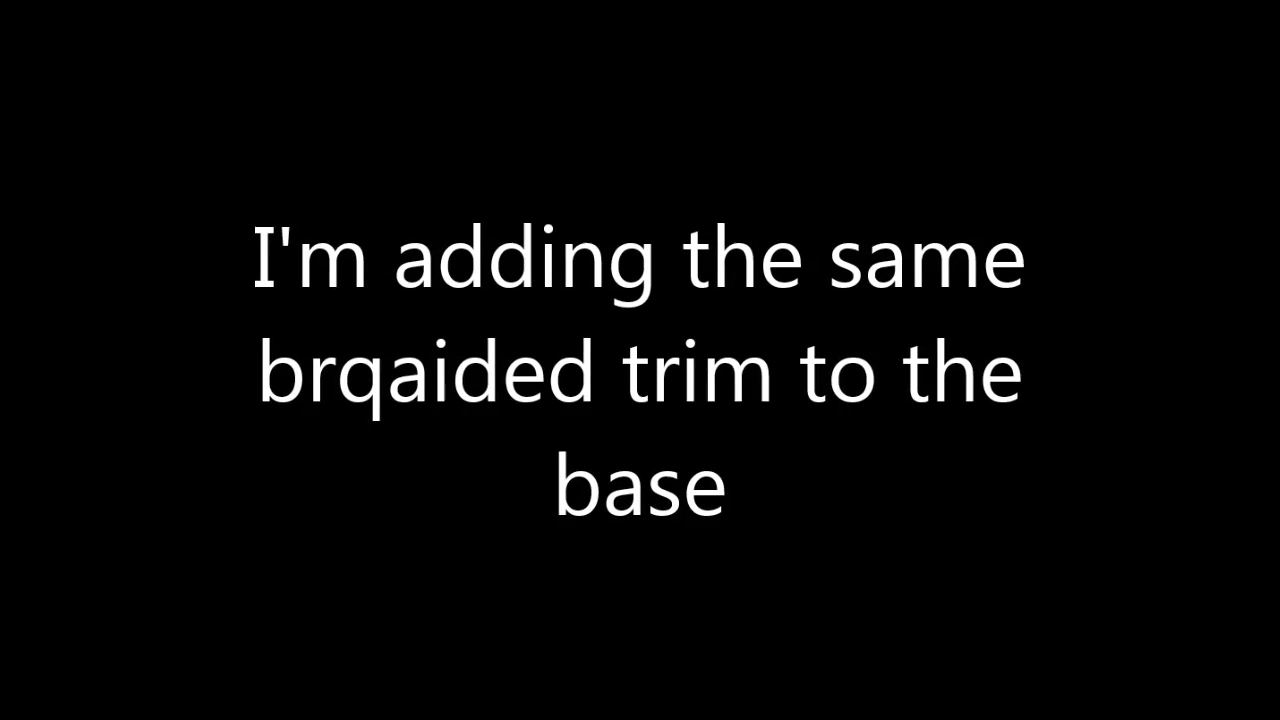 I'm adding the same
brqaided trim to the
base